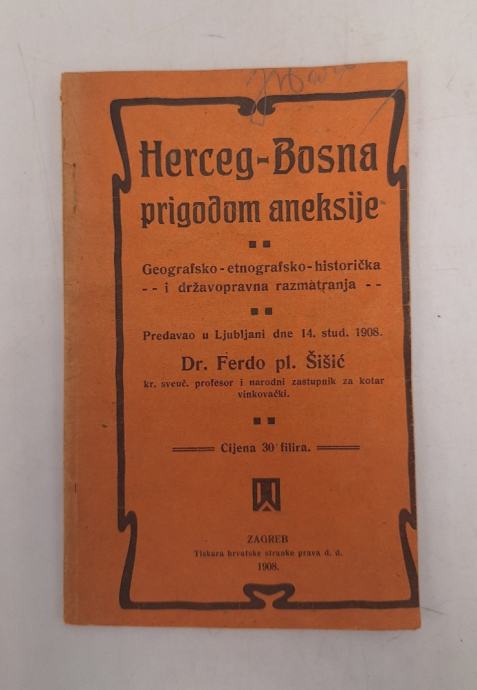 Herceg-Bosna
prigodom aneksije
Geografsko-etnografsko-historička
-- i državopravna razmatranja --
Predavao u Ljubljani dne 14. stud. 1908.
Dr. Ferdo pl. Šišić
kr. sveuč. profesor i narodni zastupnik za kotar
vinkovački.
Cijena 30 filira.
ZAGREB
Tiskara hrvatske stranke prava d. d.
1908.